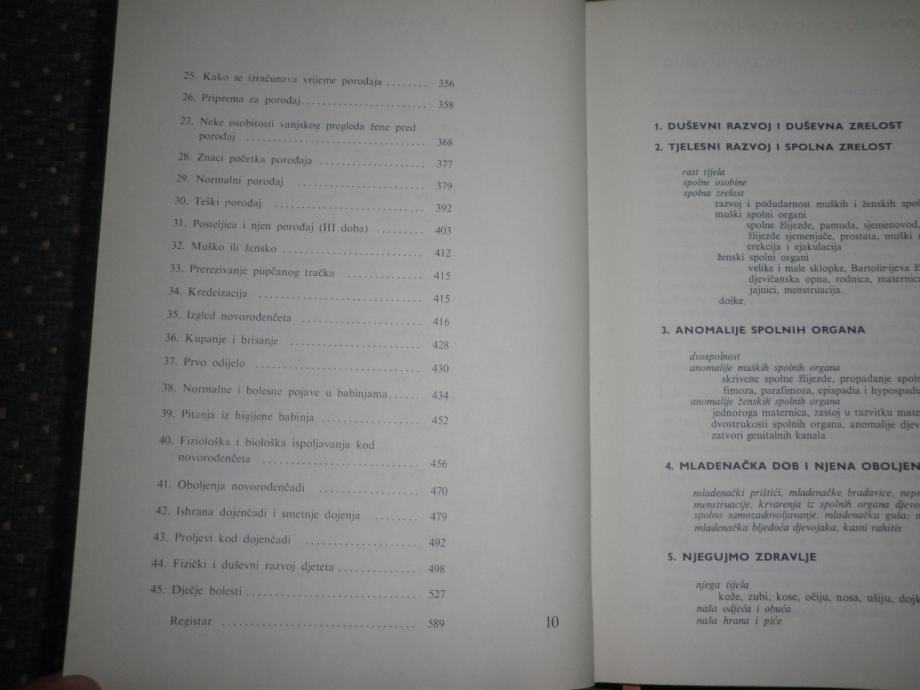 25. Kako se izračunava vrijeme porođaja ........ 356
26. Priprema za porođaj......................... 358
27. Neke osobitosti vanjskog pregleda žene pred
porođaj .................................. 368
28. Znaci početka porođaja ..................... 377
29. Normalni porođaj ......................... 379
30. Teški porođaj ............................ 392
31. Posteljica i njen porođaj (III doba) ............ 403
32. Muško ili žensko ........................... 412
33. Prerezivanje pupčanog tračka ................ 415
34. Kredeizacija ............................... 415
35. Izgled novorođenčeta ....................... 416
36. Kupanje i brisanje ......................... 428
37. Prvo odijelo ............................... 430
38. Normalne i bolesne pojave u babinjama........ 434
39. Pitanja iz higijene babinja .................... 452
40. Fiziološka i biološka ispoljavanja kod
novorođenčeta ............................. 456
41. Oboljenja novorođenčadi .................... 470
42. Ishrana dojenčadi i smetnje dojenja .......... 479
43. Proljevi kod dojenčadi ...................... 492
44. Fizički i duševni razvoj djeteta ................ 498
45. Dječje bolesti ............................... 527
Registar .................................. 589
10
1. DUŠEVNI RAZVOJ I DUŠEVNA ZRELOST
2. TJELESNI RAZVOJ I SPOLNA ZRELOST
rast tijela
spolne osobine
spolna zrelost
razvoj i podudarnost muških i ženskih
muški spolni organi
spolne žlijezde, pamuda, sjemenovod,
žlijezde sjemenjače, prostata, muški
erekcija i ejakulacija
ženski spolni organi
velike i male sklopke, Bartolinijeva
djevičanska opna, rodnica, maternica
jajnici, menstruacija
dojke
3. ANOMALIJE SPOLNIH ORGANA
dvospolnost
anomalije muških spolnih organa
skrivene spolne žlijezde, propadanje
fimoza, parafimoza, epispadia i
anomalije ženskih spolnih organa
jednoroga maternica, zastoj u razvitku
dvostrukosti spolnih organa, anomalije
zatvori genitalnih kanala
4. MLADENAČKA DOB I NJENA
mladenački prištići, mladenačke bradavice,
menstruacije, krvarenja iz spolnih organa
spolno samozadovoljavanje, mladenačka guša;
mladenačka bljedoća djevojaka, kasni rahitis
5. NJEGUJMO ZDRAVLJE
njega tijela
kože, zubi, kose, očiju, nosa, ušiju,
naša odjeća i obuća
naša hrana i piće